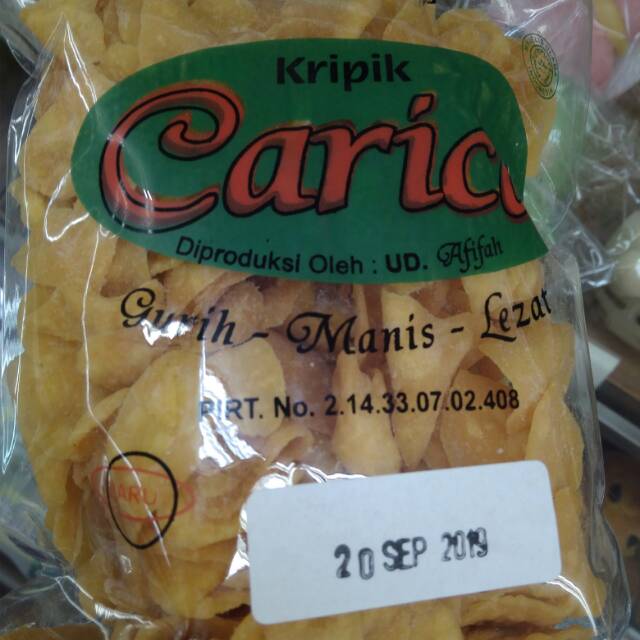 Kripik
Carica
Diproduksi Oleh : UD. Afifah
Gurih - Manis - Lezat
PIRT. No. 2.14.33.07.02.408
20 SEP 2019